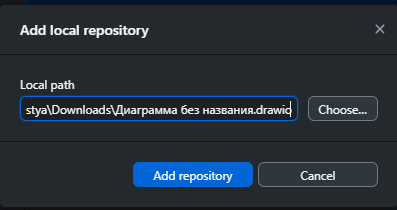 Add local repository
Local path
stya\Downloads\Диаграмма без названия.drawio
Choose...
Add repository
Cancel